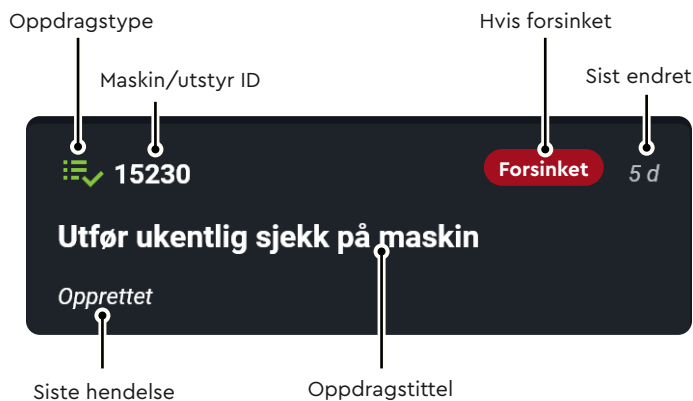 Oppdragstype
Hvis forsinket
Maskin/utstyr ID
Sist endret
15230
Forsinket
5 d
Utfør ukentlig sjekk på maskin
Opprettet
Siste hendelse
Oppdragstittel